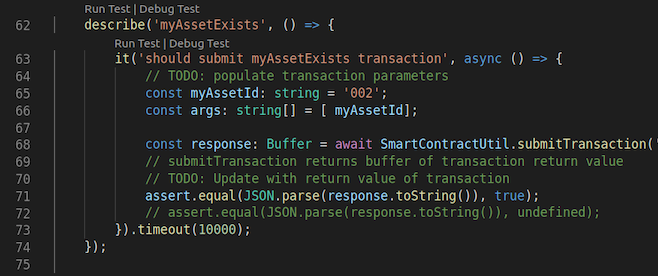 Run Test | Debug Test
62 describe('myAssetExists', () => {
Run Test | Debug Test
63 it('should submit myAssetExists transaction', async () => {
64 // TODO: populate transaction parameters
65 const myAssetId: string = '002';
66 const args: string[] = [ myAssetId];
67
68 const response: Buffer = await SmartContractUtil.submitTransaction('
69 // submitTransaction returns buffer of transaction return value
70 // TODO: Update with return value of transaction
71 assert.equal(JSON.parse(response.toString()), true);
72 // assert.equal(JSON.parse(response.toString()), undefined);
73 }).timeout(10000);
74 });
75